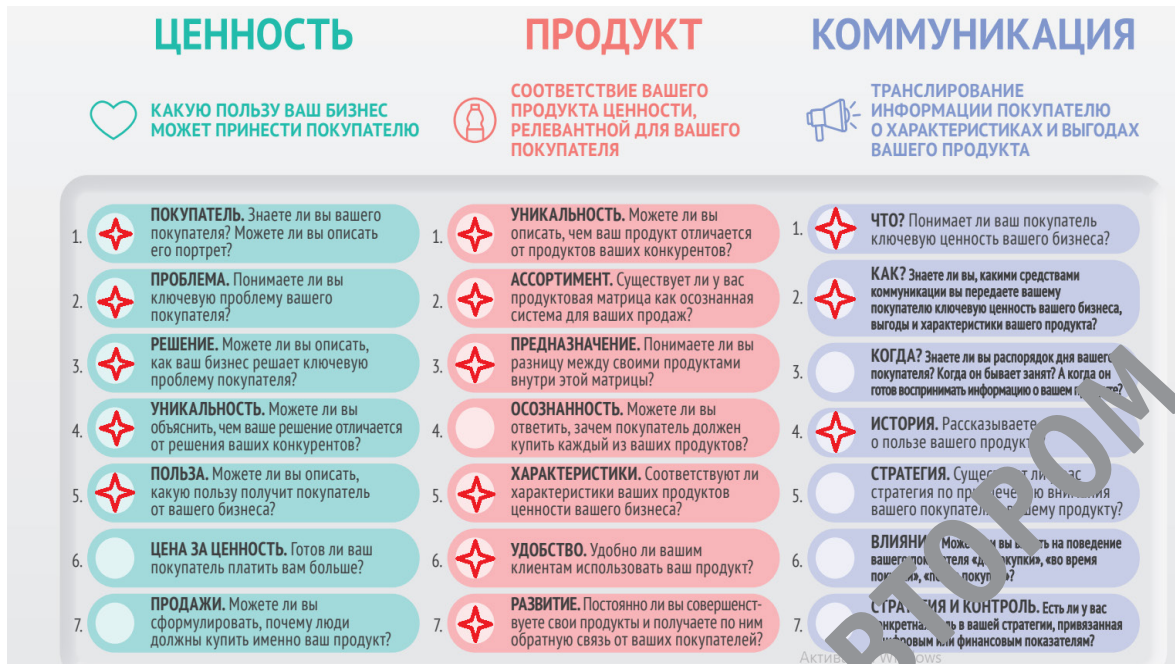 ЦЕННОСТЬ
КАКУЮ ПОЛЬЗУ ВАШ БИЗНЕС
МОЖЕТ ПРИНЕСТИ ПОКУПАТЕЛЮ
1. ПОКУПАТЕЛЬ. Знаете ли вы вашего
покупателя? Можете ли вы описать
его портрет?
2. ПРОБЛЕМА. Понимаете ли вы
ключевую проблему вашего
покупателя?
3. РЕШЕНИЕ. Можете ли вы описать,
как ваш бизнес решает ключевую
проблему покупателя?
4. УНИКАЛЬНОСТЬ. Можете ли вы
объяснить, чем ваше решение отличается
от решения ваших конкурентов?
5. ПОЛЬЗА. Можете ли вы описать,
какую пользу получит покупатель
от вашего бизнеса?
6. ЦЕНА ЗА ЦЕННОСТЬ. Готов ли ваш
покупатель платить вам больше?
7. ПРОДАЖИ. Можете ли вы
сформулировать, почему люди
должны купить именно ваш продукт?
ПРОДУКТ
СООТВЕТСТВИЕ ВАШЕГО
ПРОДУКТА ЦЕННОСТИ,
РЕЛЕВАНТНОЙ ДЛЯ ВАШЕГО
ПОКУПАТЕЛЯ
1. УНИКАЛЬНОСТЬ. Можете ли вы
описать, чем ваш продукт отличается
от продуктов ваших конкурентов?
2. АССОРТИМЕНТ. Существует ли у вас
продуктовая матрица как осознанная
система для ваших продаж?
3. ПРЕДНАЗНАЧЕНИЕ. Понимаете ли вы
разницу между своими продуктами
внутри этой матрицы?
4. ОСОЗНАННОСТЬ. Можете ли вы
ответить, зачем покупатель должен
купить каждый из ваших продуктов?
5. ХАРАКТЕРИСТИКИ. Соответствуют ли
характеристики ваших продуктов
ценности вашего бизнеса?
6. УДОБСТВО. Удобно ли вашим
клиентам использовать ваш продукт?
7. РАЗВИТИЕ. Постоянно ли вы совершенст-
вуете свои продукты и получаете по ним
обратную связь от ваших покупателей?
КОММУНИКАЦИЯ
ТРАНСЛИРОВАНИЕ
ИНФОРМАЦИИ ПОКУПАТЕЛЮ
О ХАРАКТЕРИСТИКАХ И ВЫГОДАХ
ВАШЕГО ПРОДУКТА
1. ЧТО? Понимает ли ваш покупатель
ключевую ценность вашего бизнеса?
2. КАК? Знаете ли вы, какими средствами
коммуникации вы передаете вашему
покупателю ключевую ценность вашего бизнеса,
выгоды и характеристики вашего продукта?
3. КОГДА? Знаете ли вы распорядок дня вашего
покупателя? Когда он бывает занят? А когда он
готов воспринимать информацию о вашем
4. ИСТОРИЯ. Рассказываете
о пользе вашего
5. СТРАТЕГИЯ.
стратегия по
вашего вашему продукту?
6. вы на поведение
«во время
7. СТРАТЕГИЯ И КОНТРОЛЬ. Есть ли у вас
в вашей стратегии, привязанная
или финансовым показателям?
ВТОРОМ